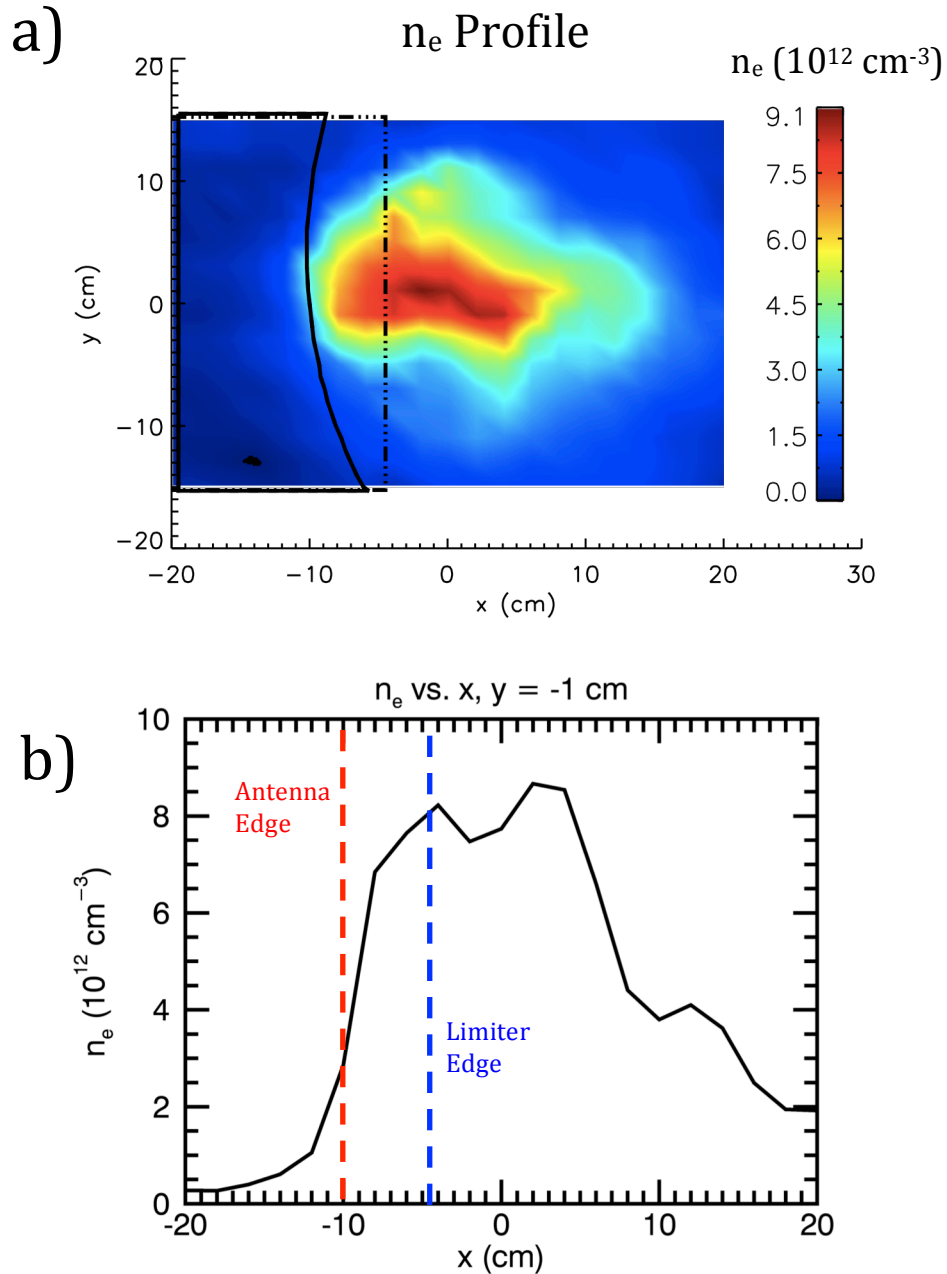 a)
nₑ Profile
nₑ (10¹² cm⁻³)
20
10
0
−10
−20
y (cm)
−20
−10
0
10
20
30
x (cm)
9.1
7.5
6.0
4.5
3.0
1.5
0.0
b)
nₑ vs. x, y = -1 cm
10
8
6
4
2
0
nₑ (10¹² cm⁻³)
Antenna
Edge
Limiter
Edge
-20
-10
0
10
20
x (cm)